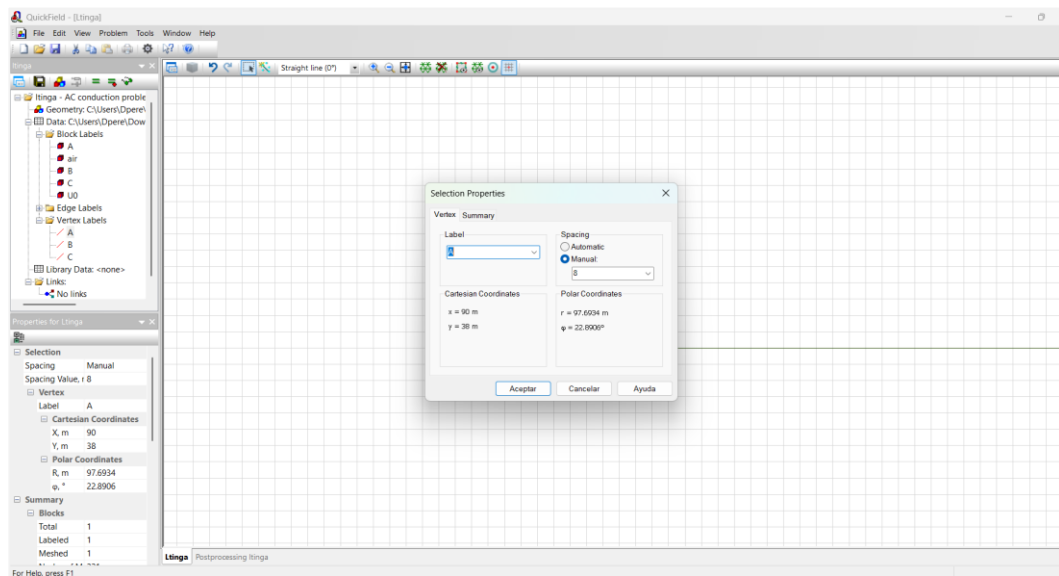 QuickField - [Ltinga]
File Edit View Problem Tools Window Help
ltinga
Straight line (0°)
ltinga - AC conduction proble
Geometry: C:\Users\Dpere\
Data: C:\Users\Dpere\Dow
Block Labels
A
air
B
C
U0
Edge Labels
Vertex Labels
A
B
C
Library Data: <none>
Links:
No links
Properties for Ltinga
Selection
Spacing Manual
Spacing Value, r 8
Vertex
Label A
Cartesian Coordinates
X, m 90
Y, m 38
Polar Coordinates
R, m 97.6934
φ, ° 22.8906
Summary
Blocks
Total 1
Labeled 1
Meshed 1
Selection Properties
Vertex Summary
Label
A
Spacing
Automatic
Manual:
8
Cartesian Coordinates
x = 90 m
y = 38 m
Polar Coordinates
r = 97.6934 m
φ = 22.8906°
Aceptar Cancelar Ayuda
Ltinga Postprocessing ltinga
For Help, press F1